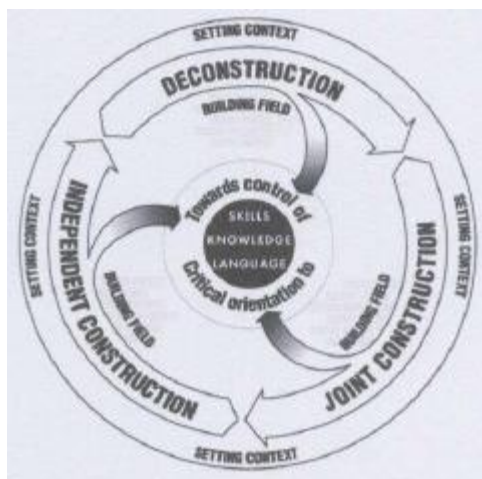 SETTING CONTEXT
DECONSTRUCTION
BUILDING FIELD
Towards control of
SKILLS
KNOWLEDGE
LANGUAGE
Critical orientation to
INDEPENDENT CONSTRUCTION
BUILDING FIELD
SETTING CONTEXT
JOINT CONSTRUCTION
BUILDING FIELD
SETTING CONTEXT
SETTING CONTEXT